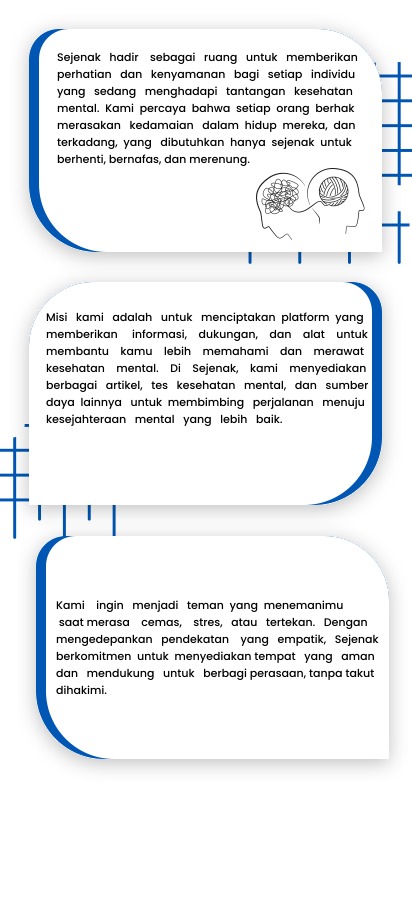 Sejenak hadir sebagai ruang untuk memberikan
perhatian dan kenyamanan bagi setiap individu
yang sedang menghadapi tantangan kesehatan
mental. Kami percaya bahwa setiap orang berhak
merasakan kedamaian dalam hidup mereka, dan
terkadang, yang dibutuhkan hanya sejenak untuk
berhenti, bernafas, dan merenung.
Misi kami adalah untuk menciptakan platform yang
memberikan informasi, dukungan, dan alat untuk
membantu kamu lebih memahami dan merawat
kesehatan mental. Di Sejenak, kami menyediakan
berbagai artikel, tes kesehatan mental, dan sumber
daya lainnya untuk membimbing perjalanan menuju
kesejahteraan mental yang lebih baik.
Kami ingin menjadi teman yang menemanimu
saat merasa cemas, stres, atau tertekan. Dengan
mengedepankan pendekatan yang empatik, Sejenak
berkomitmen untuk menyediakan tempat yang aman
dan mendukung untuk berbagi perasaan, tanpa takut
dihakimi.